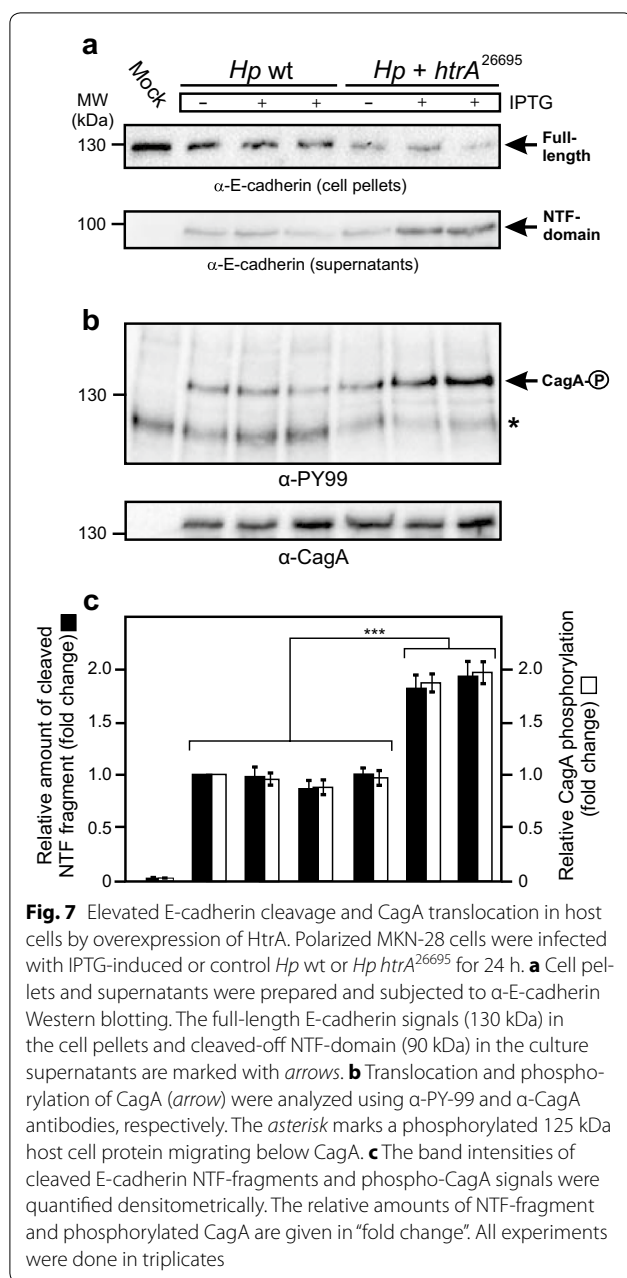 a
Mock
Hp wt
Hp + htrA26695
MW
(kDa)
– + + – + + IPTG
130
Full-
length
α-E-cadherin (cell pellets)
100
NTF-
domain
α-E-cadherin (supernatants)
b
130
CagA-P
*
α-PY99
130
α-CagA
c
***
Relative amount of cleaved
NTF fragment (fold change)
2.0
1.5
1.0
0.5
0
2.0
1.5
1.0
0.5
0
Relative CagA phosphorylation
(fold change)
Fig. 7 Elevated E-cadherin cleavage and CagA translocation in host
cells by overexpression of HtrA. Polarized MKN-28 cells were infected
with IPTG-induced or control Hp wt or Hp htrA26695 for 24 h. a Cell pel-
lets and supernatants were prepared and subjected to α-E-cadherin
Western blotting. The full-length E-cadherin signals (130 kDa) in
the cell pellets and cleaved-off NTF-domain (90 kDa) in the culture
supernatants are marked with arrows. b Translocation and phospho-
rylation of CagA (arrow) were analyzed using α-PY-99 and α-CagA
antibodies, respectively. The asterisk marks a phosphorylated 125 kDa
host cell protein migrating below CagA. c The band intensities of
cleaved E-cadherin NTF-fragments and phospho-CagA signals were
quantified densitometrically. The relative amounts of NTF-fragment
and phosphorylated CagA are given in “fold change”. All experiments
were done in triplicates